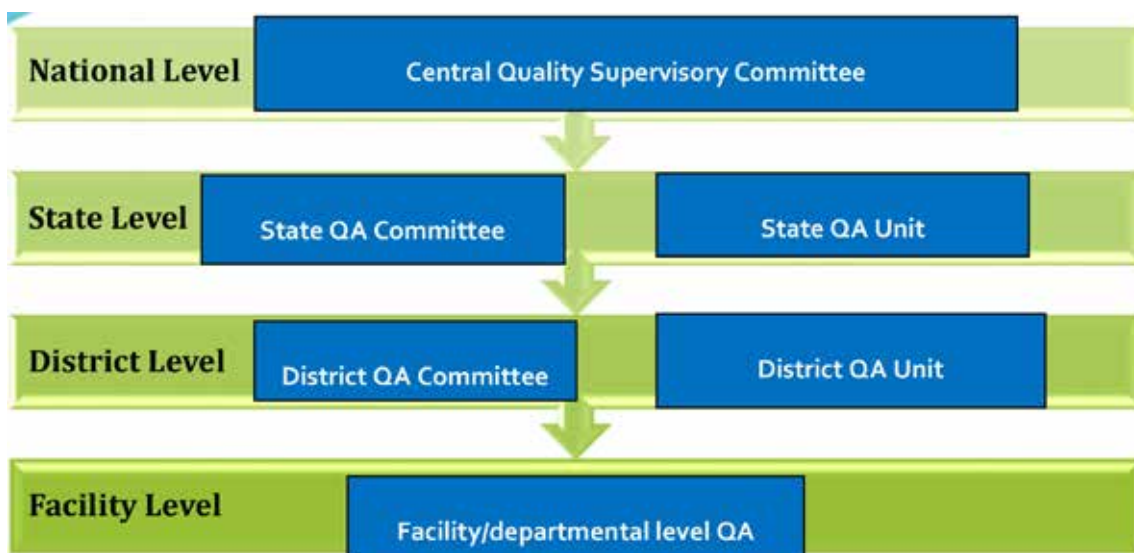 National Level
Central Quality Supervisory Committee
State Level
State QA Committee
State QA Unit
District Level
District QA Committee
District QA Unit
Facility Level
Facility/departmental level QA